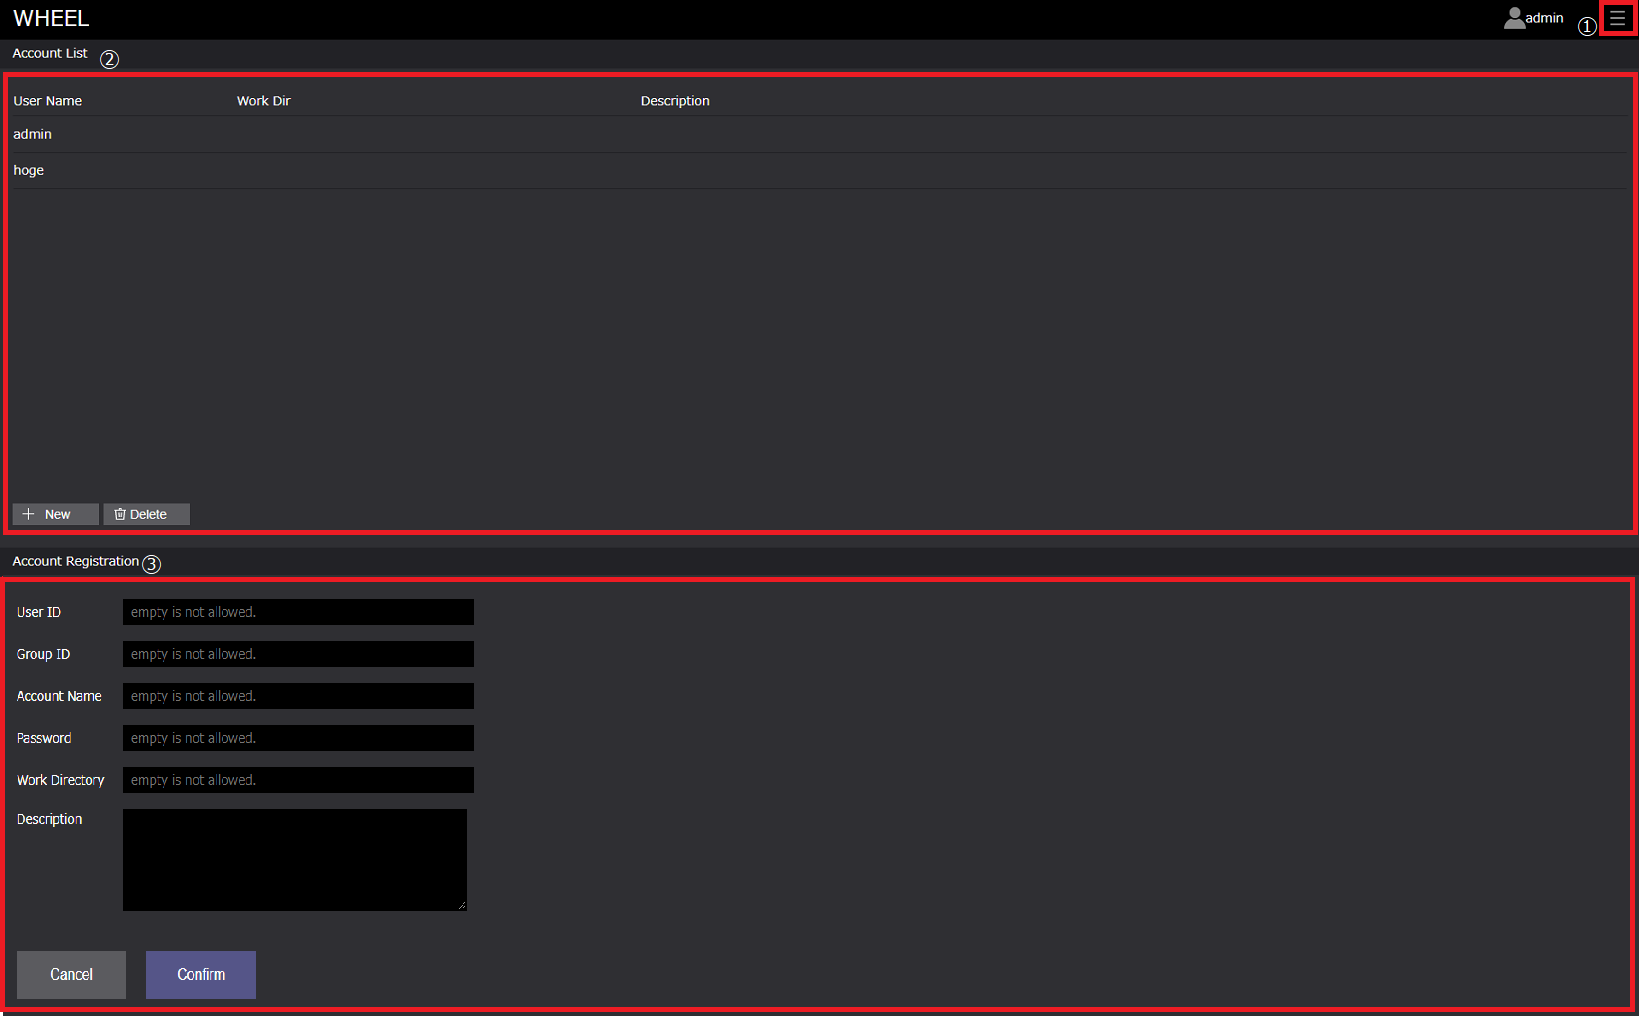 WHEEL
admin ①
Account List ②
User Name Work Dir Description
admin
hoge
New Delete
Account Registration ③
User ID empty is not allowed.
Group ID empty is not allowed.
Account Name empty is not allowed.
Password empty is not allowed.
Work Directory empty is not allowed.
Description
Cancel Confirm